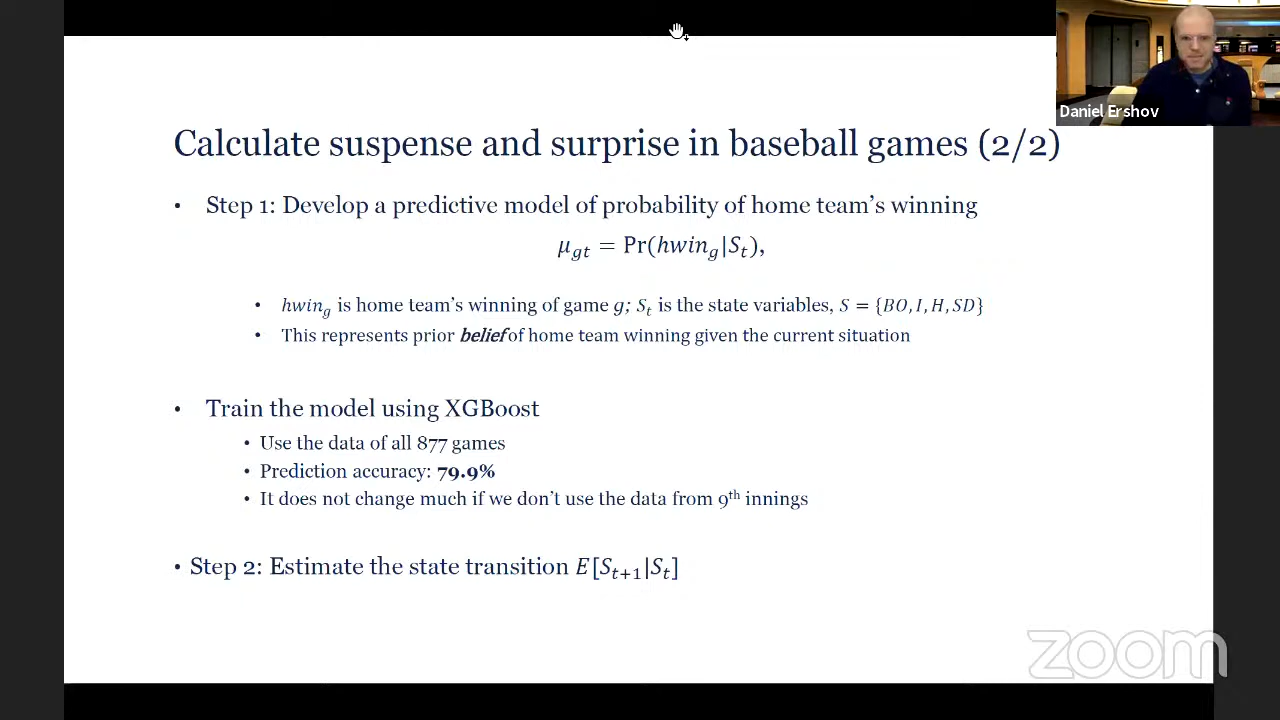 Daniel Ershov
Calculate suspense and surprise in baseball games (2/2)
• Step 1: Develop a predictive model of probability of home team’s winning
μ_gt = Pr(hwin_g|S_t),
• hwin_g is home team’s winning of game g; S_t is the state variables, S = {BO, I, H, SD}
• This represents prior belief of home team winning given the current situation
• Train the model using XGBoost
• Use the data of all 877 games
• Prediction accuracy: 79.9%
• It does not change much if we don’t use the data from 9th innings
• Step 2: Estimate the state transition E[S_t+1|S_t]
zoom